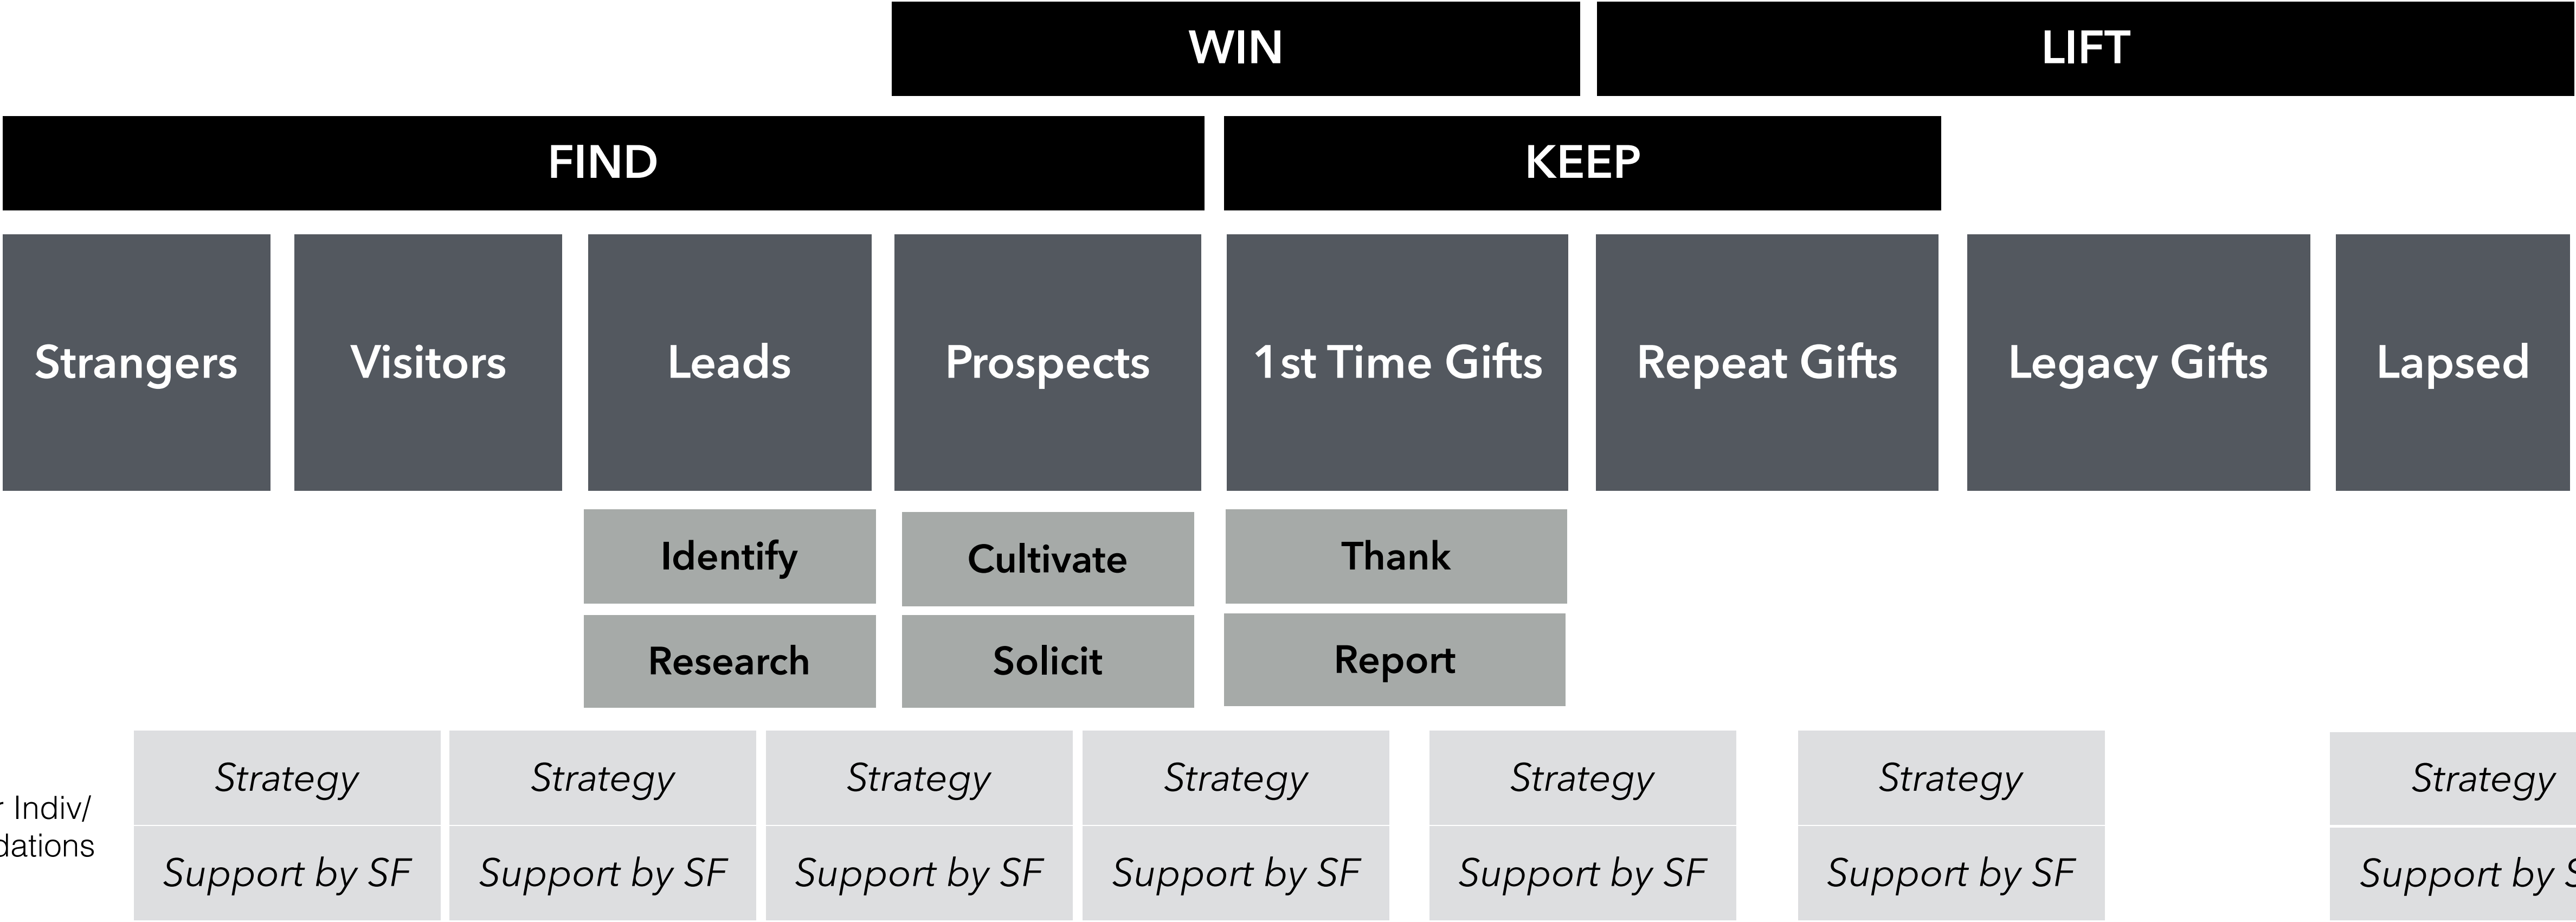 WIN
LIFT
FIND
KEEP
Strangers
Visitors
Leads
Prospects
1st Time Gifts
Repeat Gifts
Legacy Gifts
Lapsed
Identify
Cultivate
Thank
Research
Solicit
Report
Strategy
Strategy
Strategy
Strategy
Strategy
Strategy
Strategy
Indiv/
Support by SF
Support by SF
Support by SF
Support by SF
Support by SF
Support by SF
Support by